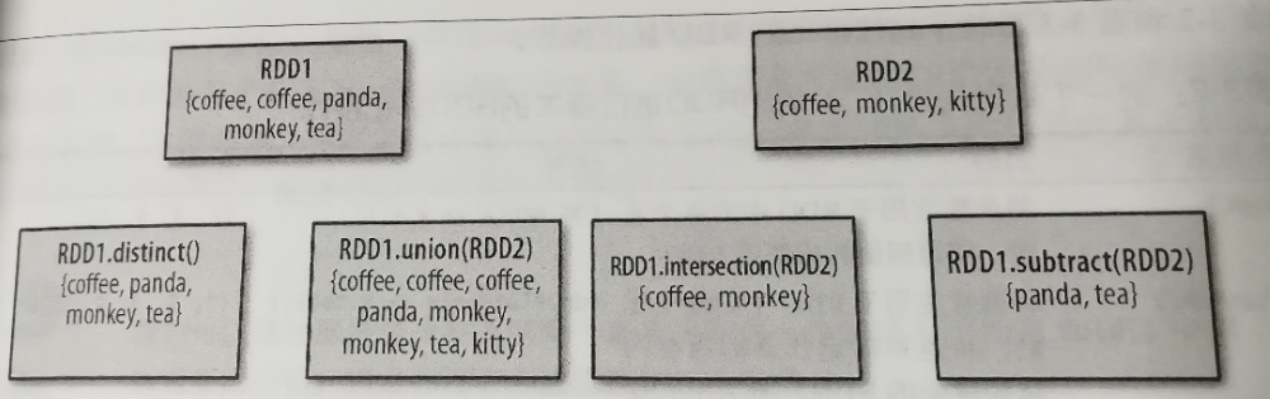 RDD1
{coffee, coffee, panda,
monkey, tea}
RDD2
{coffee, monkey, kitty}
RDD1.distinct()
{coffee, panda,
monkey, tea}
RDD1.union(RDD2)
{coffee, coffee, coffee,
panda, monkey,
monkey, tea, kitty}
RDD1.intersection(RDD2)
{coffee, monkey}
RDD1.subtract(RDD2)
{panda, tea}